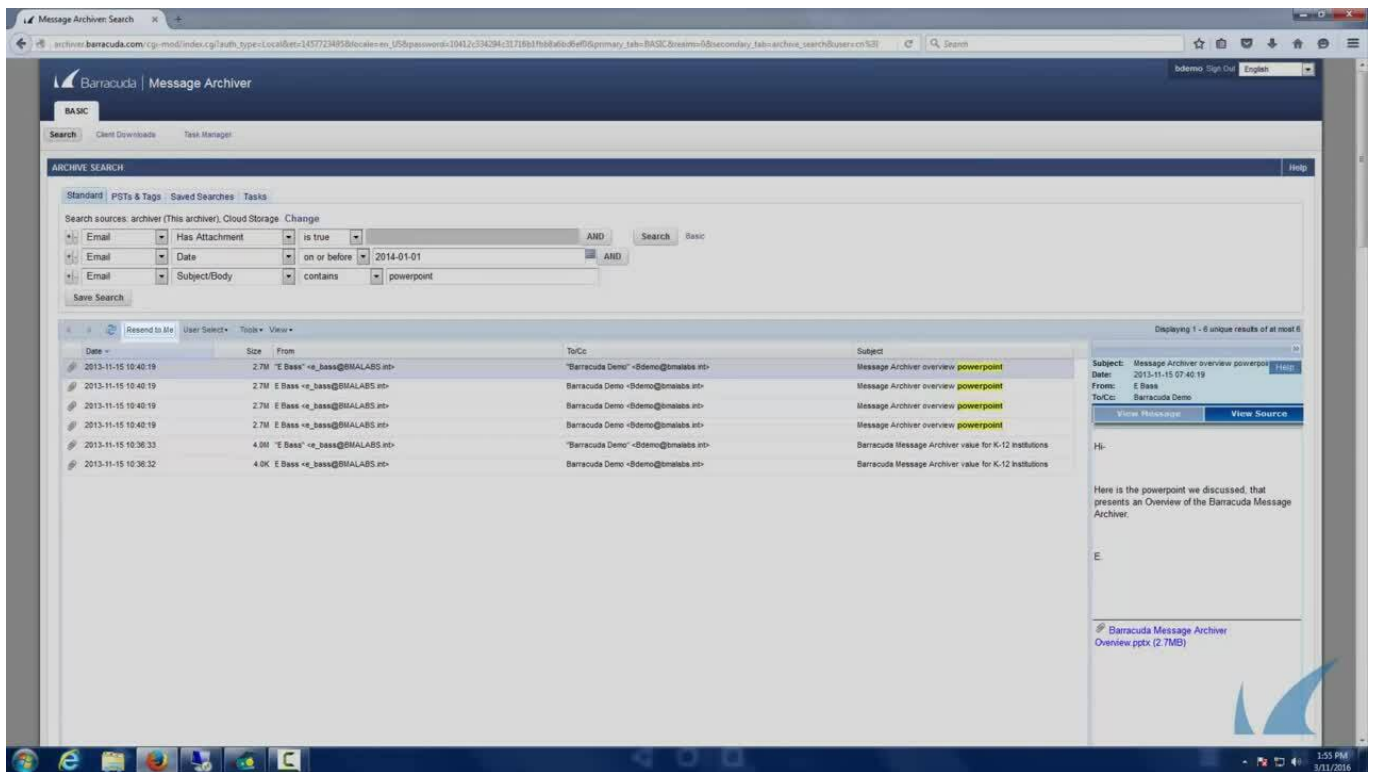 Message Archiver: Search
archiver.barracuda.com
Search
bdemo Sign Out English
Barracuda | Message Archiver
BASIC
Search Client Downloads Task Manager
ARCHIVE SEARCH Help
Standard PSTs & Tags Saved Searches Tasks
Search sources: archiver (This archiver), Cloud Storage Change
Email Has Attachment is true AND Search Basic
Email Date on or before 2014-01-01 AND
Email Subject/Body contains powerpoint
Save Search
Resend to Me User Select Tools View Displaying 1 - 6 unique results of at most 6
Date Size From To/Cc Subject
2013-11-15 10:40:19 2.7M "E Bass" <e_bass@BMALABS.int> "Barracuda Demo" <Bdemo@bmalabs.int> Message Archiver overview powerpoint
2013-11-15 10:40:19 2.7M E Bass <e_bass@BMALABS.int> Barracuda Demo <Bdemo@bmalabs.int> Message Archiver overview powerpoint
2013-11-15 10:40:19 2.7M E Bass <e_bass@BMALABS.int> Barracuda Demo <Bdemo@bmalabs.int> Message Archiver overview powerpoint
2013-11-15 10:40:19 2.7M E Bass <e_bass@BMALABS.int> Barracuda Demo <Bdemo@bmalabs.int> Message Archiver overview powerpoint
2013-11-15 10:36:33 4.0M "E Bass" <e_bass@BMALABS.int> "Barracuda Demo" <Bdemo@bmalabs.int> Barracuda Message Archiver value for K-12 Institutions
2013-11-15 10:36:32 4.0K E Bass <e_bass@BMALABS.int> Barracuda Demo <Bdemo@bmalabs.int> Barracuda Message Archiver value for K-12 Institutions
Subject: Message Archiver overview powerpoi Help
Date: 2013-11-15 07:40:19
From: E Bass
To/Cc: Barracuda Demo
View Message View Source
Hi-
Here is the powerpoint we discussed, that
presents an Overview of the Barracuda Message
Archiver.
E.
Barracuda Message Archiver
Overview.pptx (2.7MB)
1:55 PM
3/11/2016